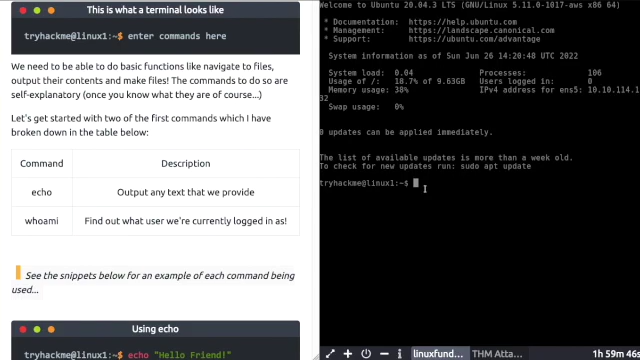 This is what a terminal looks like
tryhackme@linux1:~$ enter commands here
We need to be able to do basic functions like navigate to files,
output their contents and make files! The commands to do so are
self-explanatory (once you know what they are of course...)
Let's get started with two of the first commands which I have
broken down in the table below:
Command Description
echo Output any text that we provide
whoami Find out what user we're currently logged in as!
See the snippets below for an example of each command being
used...
Using echo
tryhackme@linux1:~$ echo "Hello Friend!"
Welcome to Ubuntu 20.04.3 LTS (GNU/Linux 5.11.0-1017-aws x86_64)
* Documentation: https://help.ubuntu.com
* Management: https://landscape.canonical.com
* Support: https://ubuntu.com/advantage
System information as of Sun Jun 26 14:20:48 UTC 2022
System load: 0.04 Processes: 106
Usage of /: 18.7% of 9.63GB Users logged in: 0
Memory usage: 38% IPv4 address for ens5: 10.10.114.1
32
Swap usage: 0%
0 updates can be applied immediately.
The list of available updates is more than a week old.
To check for new updates run: sudo apt update
tryhackme@linux1:~$
linuxfund... THM Atta... 1h 59m 46s